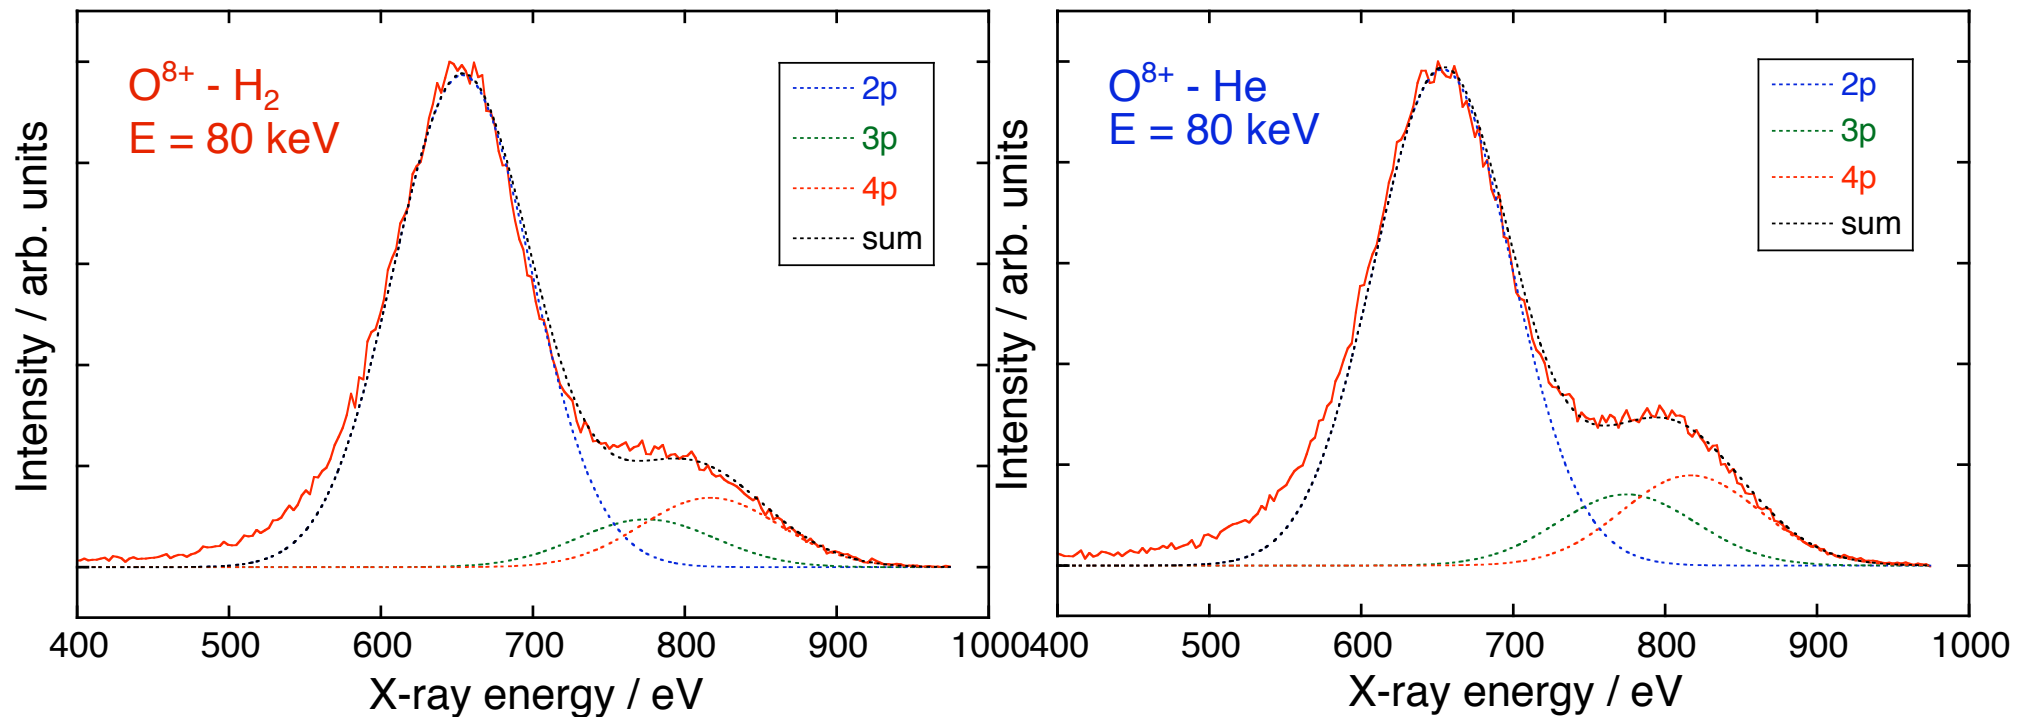 O⁸⁺ - H₂
E = 80 keV
2p
3p
4p
sum
Intensity / arb. units
400 500 600 700 800 900 1000
X-ray energy / eV
O⁸⁺ - He
E = 80 keV
2p
3p
4p
sum
Intensity / arb. units
400 500 600 700 800 900 1000
X-ray energy / eV